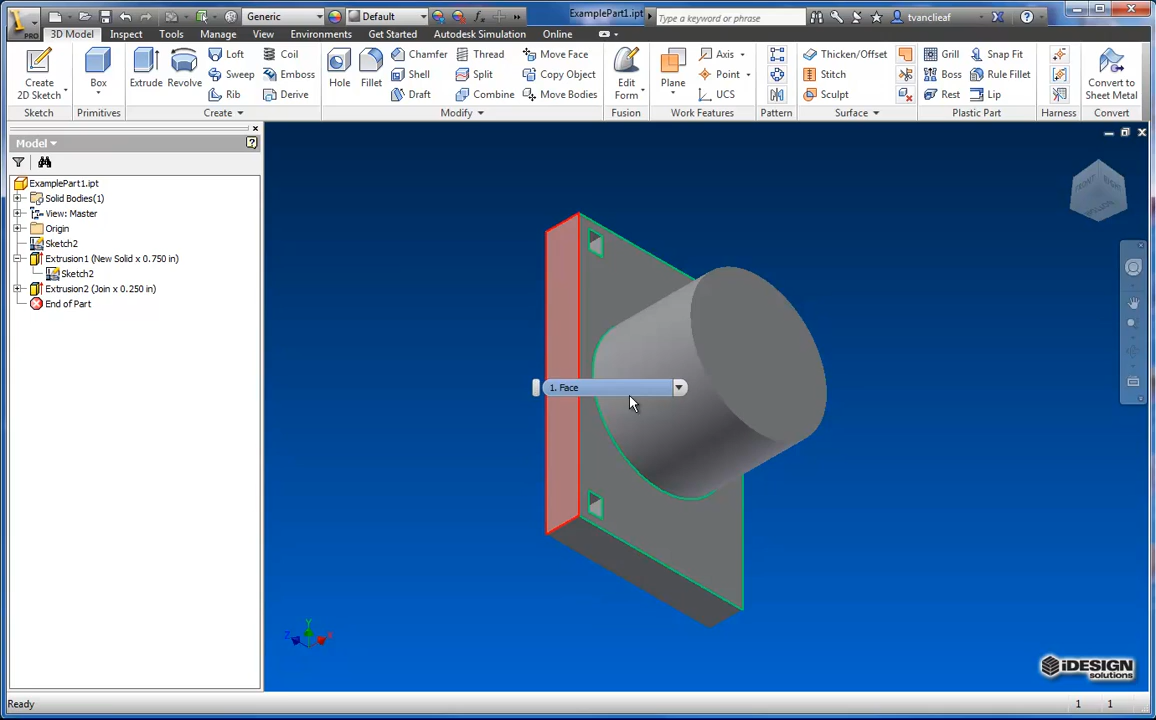 PRO
Generic
Default
ExamplePart1.ipt
Type a keyword or phrase
tvanclief
3D Model
Inspect
Tools
Manage
View
Environments
Get Started
Autodesk Simulation
Online
Create
2D Sketch
Box
Extrude
Revolve
Loft
Sweep
Rib
Coil
Emboss
Derive
Hole
Fillet
Chamfer
Shell
Draft
Thread
Split
Combine
Move Face
Copy Object
Move Bodies
Edit
Form
Plane
Axis
Point
UCS
Thicken/Offset
Stitch
Sculpt
Grill
Boss
Rest
Snap Fit
Rule Fillet
Lip
Convert to
Sheet Metal
Sketch
Primitives
Create
Modify
Fusion
Work Features
Pattern
Surface
Plastic Part
Harness
Convert
Model
ExamplePart1.ipt
Solid Bodies(1)
View: Master
Origin
Sketch2
Extrusion1 (New Solid x 0.750 in)
Sketch2
Extrusion2 (Join x 0.250 in)
End of Part
1. Face
FRONT
RIGHT
Y
Z
X
iDESIGN
solutions
Ready
1
1